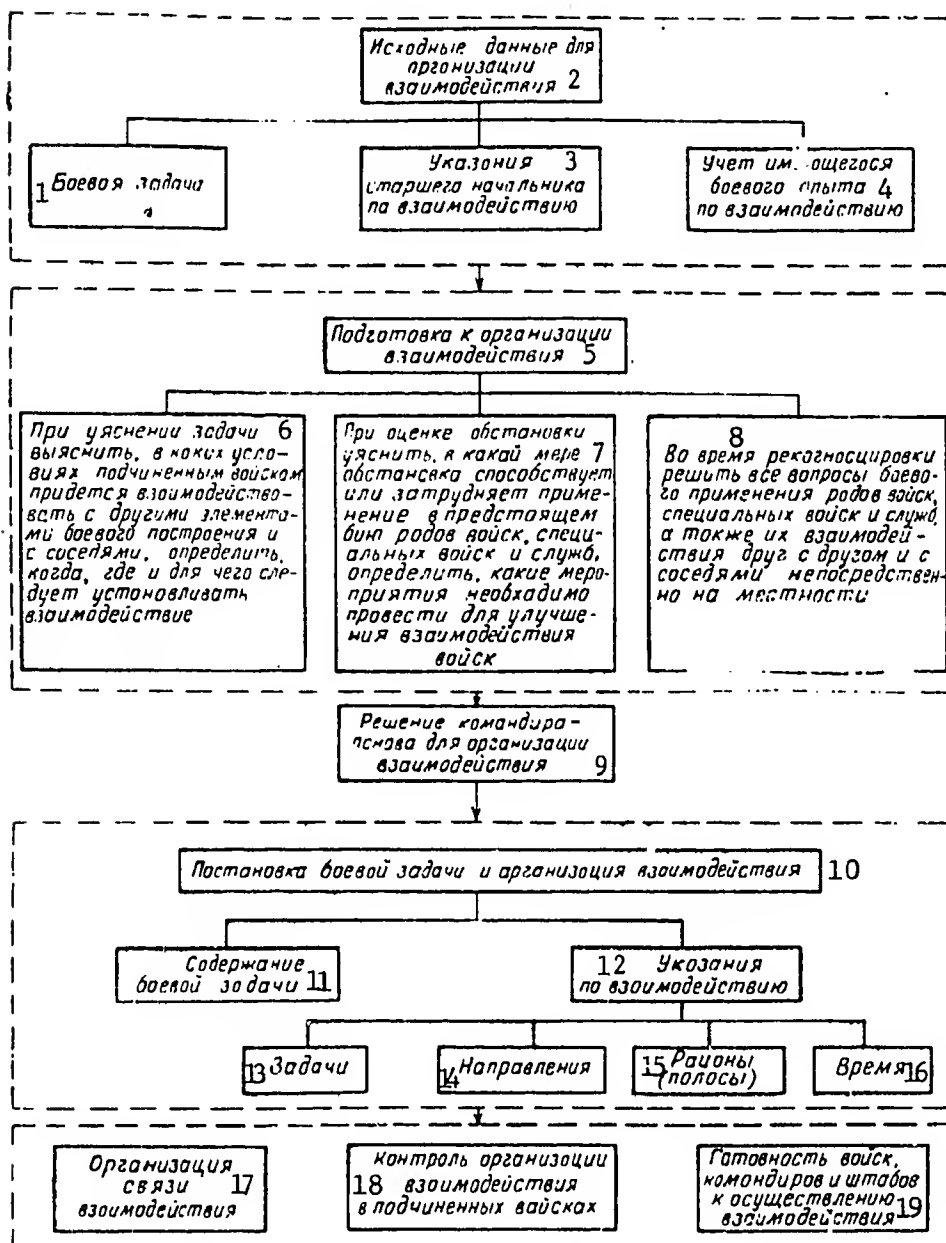 Исходные данные для
организации
взаимодействия 2
1 Боевая задача
Указания 3
старшего начальника
по взаимодействию
Учет им..ощегося
боевого опыта 4
по взаимодействию
Подготовка к организации
взаимодействия 5
При уяснении задачи 6
выяснить, в каких усло-
виях подчиненным войскам
придется взаимодейство-
вать с другими элемента-
ми боевого построения и
с соседями, определить,
когда, где и для чего сле-
дует устанавливать
взаимодействие
При оценке обстановки
уяснить, в какой мере 7
обстановка способствует
или затрудняет приме-
нение в предстоящем
бою родов войск, специ-
альных войск и служб,
определить, какие меро-
приятия необходимо
провести для улучше-
ния взаимодействия
войск
8
Во время рекогносцировки
решить все вопросы боево-
го применения родов войск,
специальных войск и служб,
а также их взаимодей-
ствия друг с другом и с
соседями непосредствен-
но на местности
Решение командира -
основа для организации
взаимодействия 9
Постановка боевой задачи и организация взаимодействия 10
Содержание
боевой задачи 11
12 Указания
по взаимодействию
13 Задачи
14 Направления
15 Районы
(полосы)
Время 16
Организация
связи 17
взаимодействия
Контроль организации
18 взаимодействия
в подчиненных войсках
Готовность войск,
командиров и штабов
к осуществлению
взаимодействия 19